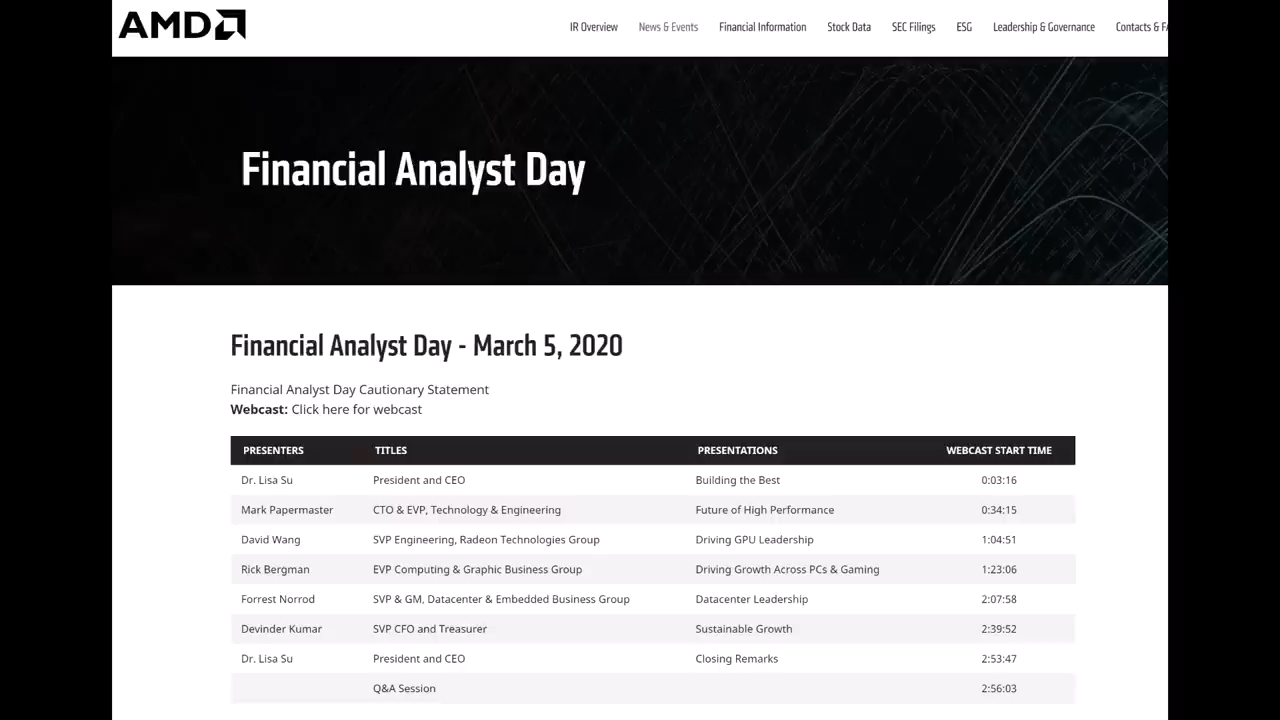 AMD
IR Overview News & Events Financial Information Stock Data SEC Filings ESG Leadership & Governance Contacts &
Financial Analyst Day
Financial Analyst Day - March 5, 2020
Financial Analyst Day Cautionary Statement
Webcast: Click here for webcast
PRESENTERS TITLES PRESENTATIONS WEBCAST START TIME
Dr. Lisa Su President and CEO Building the Best 0:03:16
Mark Papermaster CTO & EVP, Technology & Engineering Future of High Performance 0:34:15
David Wang SVP Engineering, Radeon Technologies Group Driving GPU Leadership 1:04:51
Rick Bergman EVP Computing & Graphic Business Group Driving Growth Across PCs & Gaming 1:23:06
Forrest Norrod SVP & GM, Datacenter & Embedded Business Group Datacenter Leadership 2:07:58
Devinder Kumar SVP CFO and Treasurer Sustainable Growth 2:39:52
Dr. Lisa Su President and CEO Closing Remarks 2:53:47
Q&A Session 2:56:03